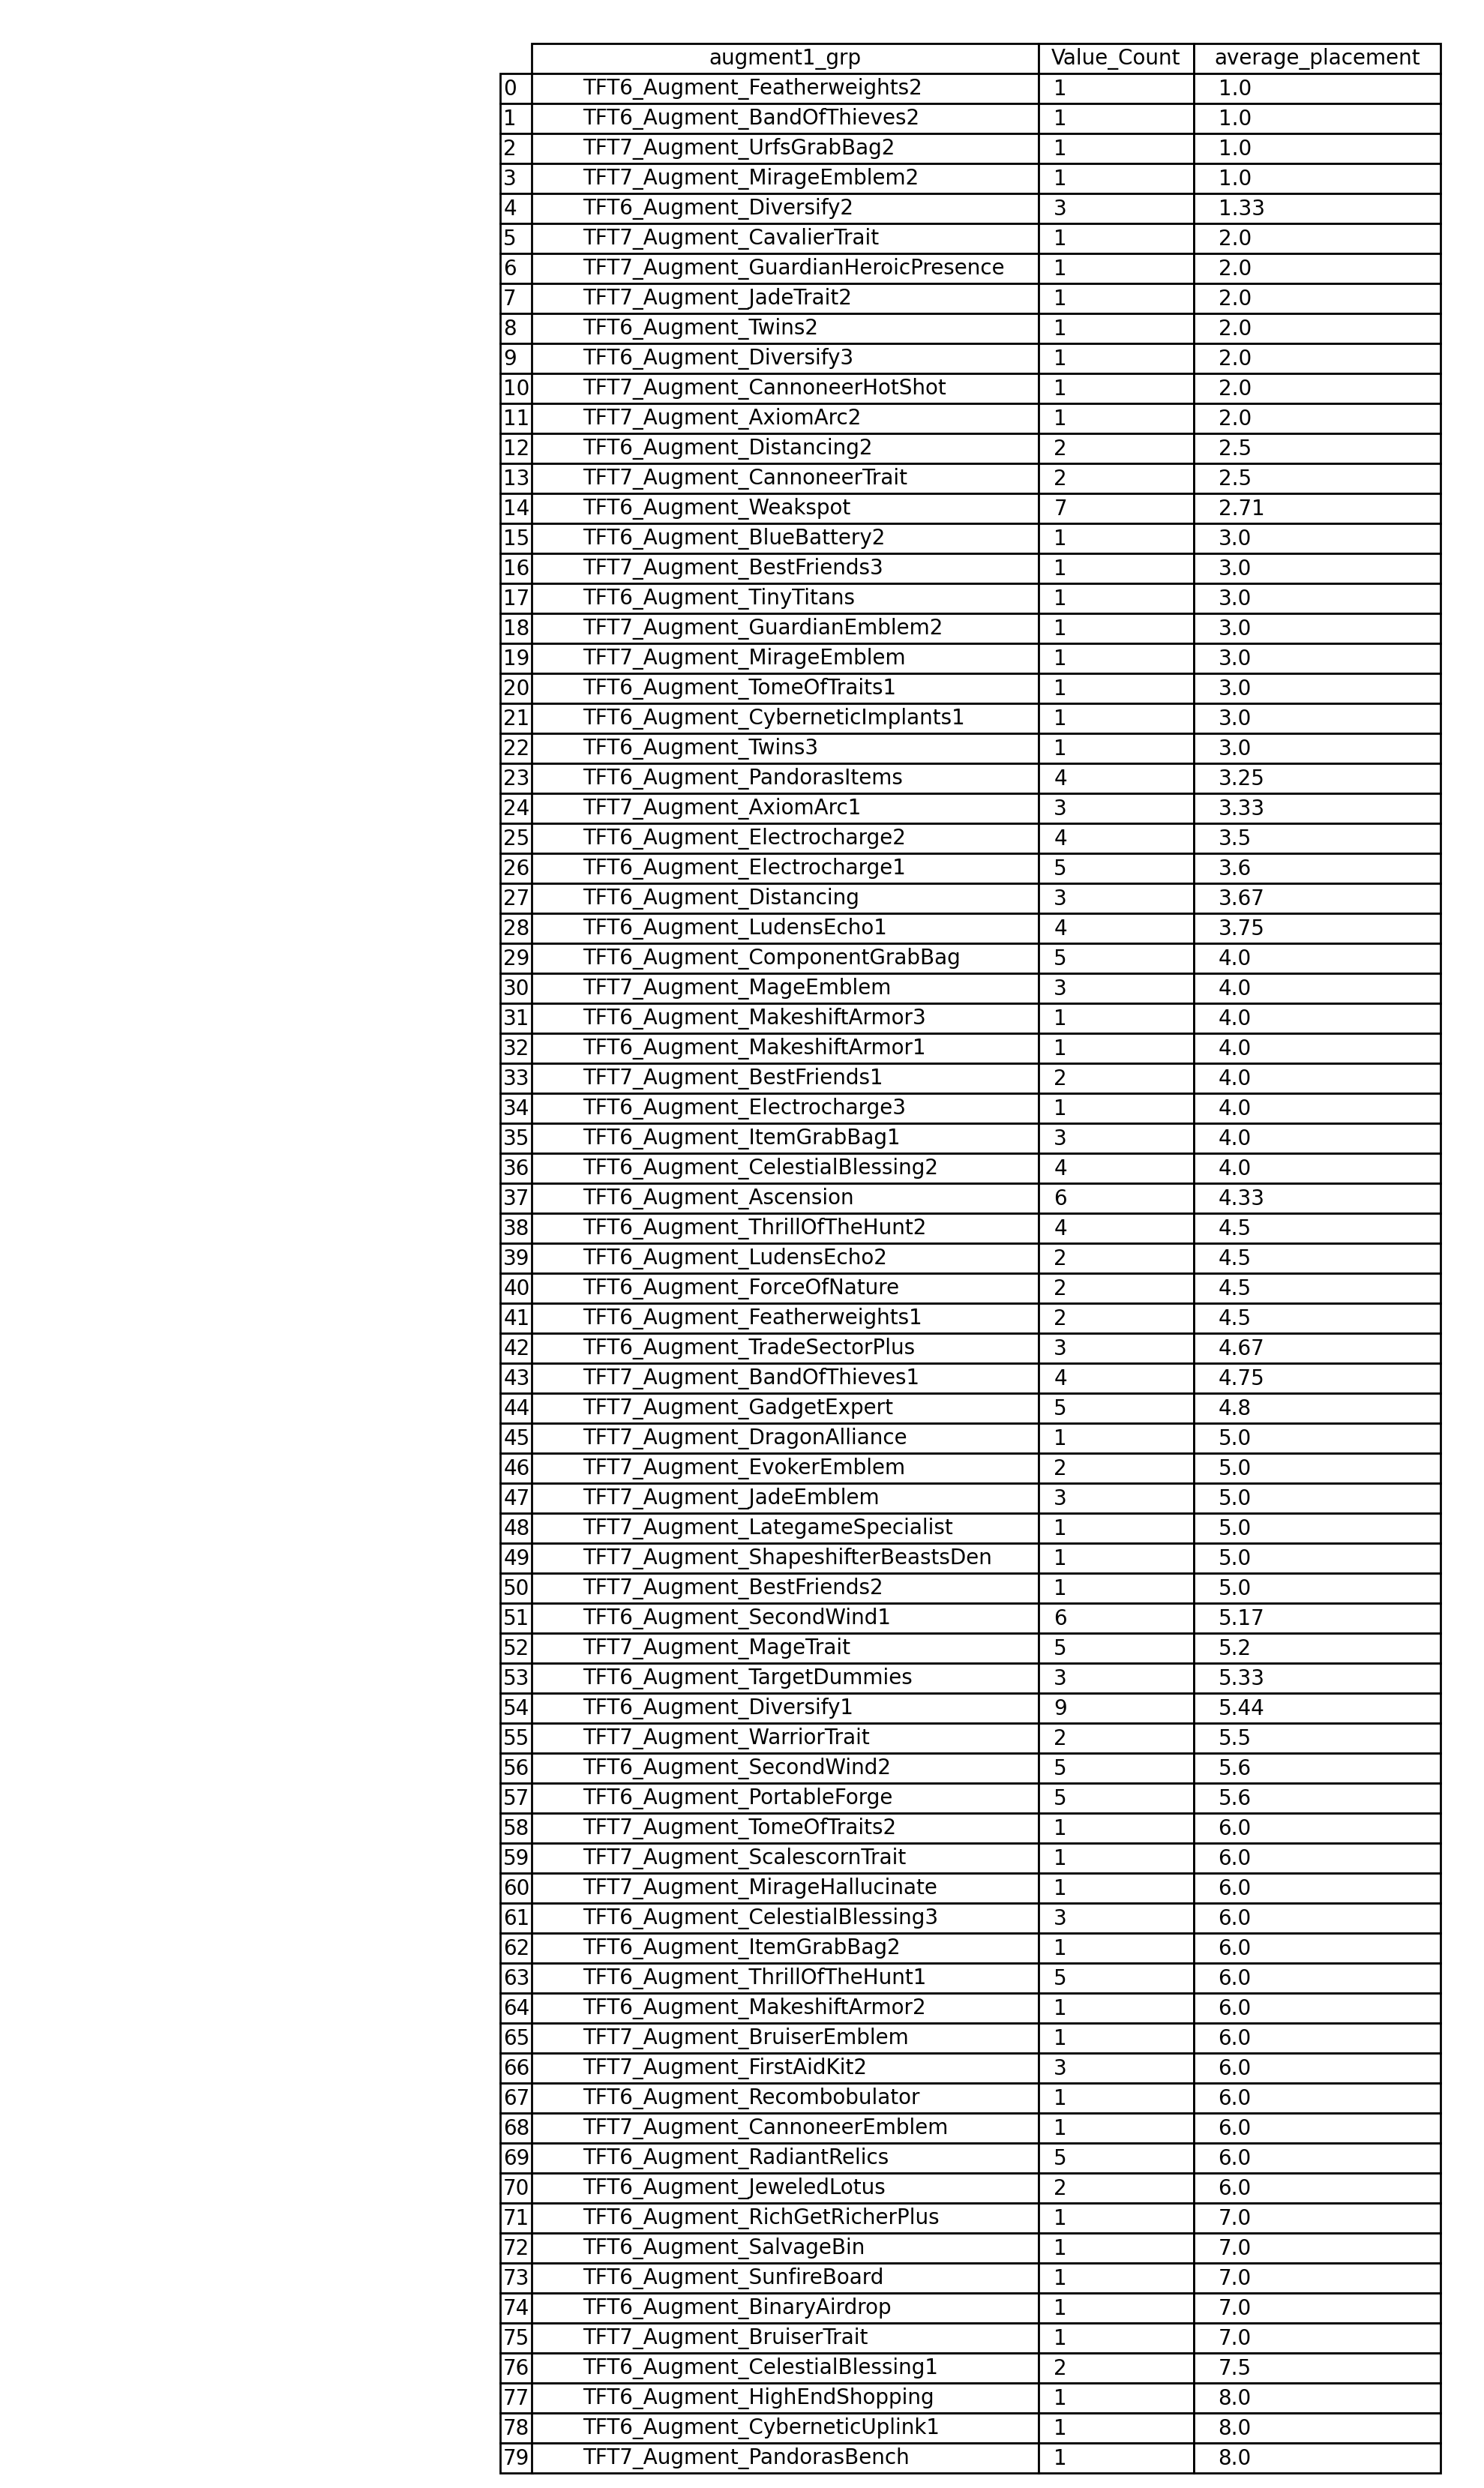 augment1_grp Value_Count average_placement
0 TFT6_Augment_Featherweights2 1 1.0
1 TFT6_Augment_BandOfThieves2 1 1.0
2 TFT7_Augment_UrfsGrabBag2 1 1.0
3 TFT7_Augment_MirageEmblem2 1 1.0
4 TFT6_Augment_Diversify2 3 1.33
5 TFT7_Augment_CavalierTrait 1 2.0
6 TFT7_Augment_GuardianHeroicPresence 1 2.0
7 TFT7_Augment_JadeTrait2 1 2.0
8 TFT6_Augment_Twins2 1 2.0
9 TFT6_Augment_Diversify3 1 2.0
10 TFT7_Augment_CannoneerHotShot 1 2.0
11 TFT7_Augment_AxiomArc2 1 2.0
12 TFT6_Augment_Distancing2 2 2.5
13 TFT7_Augment_CannoneerTrait 2 2.5
14 TFT6_Augment_Weakspot 7 2.71
15 TFT6_Augment_BlueBattery2 1 3.0
16 TFT7_Augment_BestFriends3 1 3.0
17 TFT6_Augment_TinyTitans 1 3.0
18 TFT7_Augment_GuardianEmblem2 1 3.0
19 TFT7_Augment_MirageEmblem 1 3.0
20 TFT6_Augment_TomeOfTraits1 1 3.0
21 TFT6_Augment_CyberneticImplants1 1 3.0
22 TFT6_Augment_Twins3 1 3.0
23 TFT6_Augment_PandorasItems 4 3.25
24 TFT7_Augment_AxiomArc1 3 3.33
25 TFT6_Augment_Electrocharge2 4 3.5
26 TFT6_Augment_Electrocharge1 5 3.6
27 TFT6_Augment_Distancing 3 3.67
28 TFT6_Augment_LudensEcho1 4 3.75
29 TFT6_Augment_ComponentGrabBag 5 4.0
30 TFT7_Augment_MageEmblem 3 4.0
31 TFT6_Augment_MakeshiftArmor3 1 4.0
32 TFT6_Augment_MakeshiftArmor1 1 4.0
33 TFT7_Augment_BestFriends1 2 4.0
34 TFT6_Augment_Electrocharge3 1 4.0
35 TFT6_Augment_ItemGrabBag1 3 4.0
36 TFT6_Augment_CelestialBlessing2 4 4.0
37 TFT6_Augment_Ascension 6 4.33
38 TFT6_Augment_ThrillOfTheHunt2 4 4.5
39 TFT6_Augment_LudensEcho2 2 4.5
40 TFT6_Augment_ForceOfNature 2 4.5
41 TFT6_Augment_Featherweights1 2 4.5
42 TFT6_Augment_TradeSectorPlus 3 4.67
43 TFT7_Augment_BandOfThieves1 4 4.75
44 TFT7_Augment_GadgetExpert 5 4.8
45 TFT7_Augment_DragonAlliance 1 5.0
46 TFT7_Augment_EvokerEmblem 2 5.0
47 TFT7_Augment_JadeEmblem 3 5.0
48 TFT7_Augment_LategameSpecialist 1 5.0
49 TFT7_Augment_ShapeshifterBeastsDen 1 5.0
50 TFT7_Augment_BestFriends2 1 5.0
51 TFT6_Augment_SecondWind1 6 5.17
52 TFT7_Augment_MageTrait 5 5.2
53 TFT6_Augment_TargetDummies 3 5.33
54 TFT6_Augment_Diversify1 9 5.44
55 TFT7_Augment_WarriorTrait 2 5.5
56 TFT6_Augment_SecondWind2 5 5.6
57 TFT6_Augment_PortableForge 5 5.6
58 TFT7_Augment_TomeOfTraits2 1 6.0
59 TFT7_Augment_ScalescornTrait 1 6.0
60 TFT7_Augment_MirageHallucinate 1 6.0
61 TFT6_Augment_CelestialBlessing3 3 6.0
62 TFT6_Augment_ItemGrabBag2 1 6.0
63 TFT6_Augment_ThrillOfTheHunt1 5 6.0
64 TFT6_Augment_MakeshiftArmor2 1 6.0
65 TFT7_Augment_BruiserEmblem 1 6.0
66 TFT7_Augment_FirstAidKit2 3 6.0
67 TFT6_Augment_Recombobulator 1 6.0
68 TFT7_Augment_CannoneerEmblem 1 6.0
69 TFT6_Augment_RadiantRelics 5 6.0
70 TFT6_Augment_JeweledLotus 2 6.0
71 TFT6_Augment_RichGetRicherPlus 1 7.0
72 TFT6_Augment_SalvageBin 1 7.0
73 TFT6_Augment_SunfireBoard 1 7.0
74 TFT6_Augment_BinaryAirdrop 1 7.0
75 TFT7_Augment_BruiserTrait 1 7.0
76 TFT6_Augment_CelestialBlessing1 2 7.5
77 TFT6_Augment_HighEndShopping 1 8.0
78 TFT6_Augment_CyberneticUplink1 1 8.0
79 TFT7_Augment_PandorasBench 1 8.0